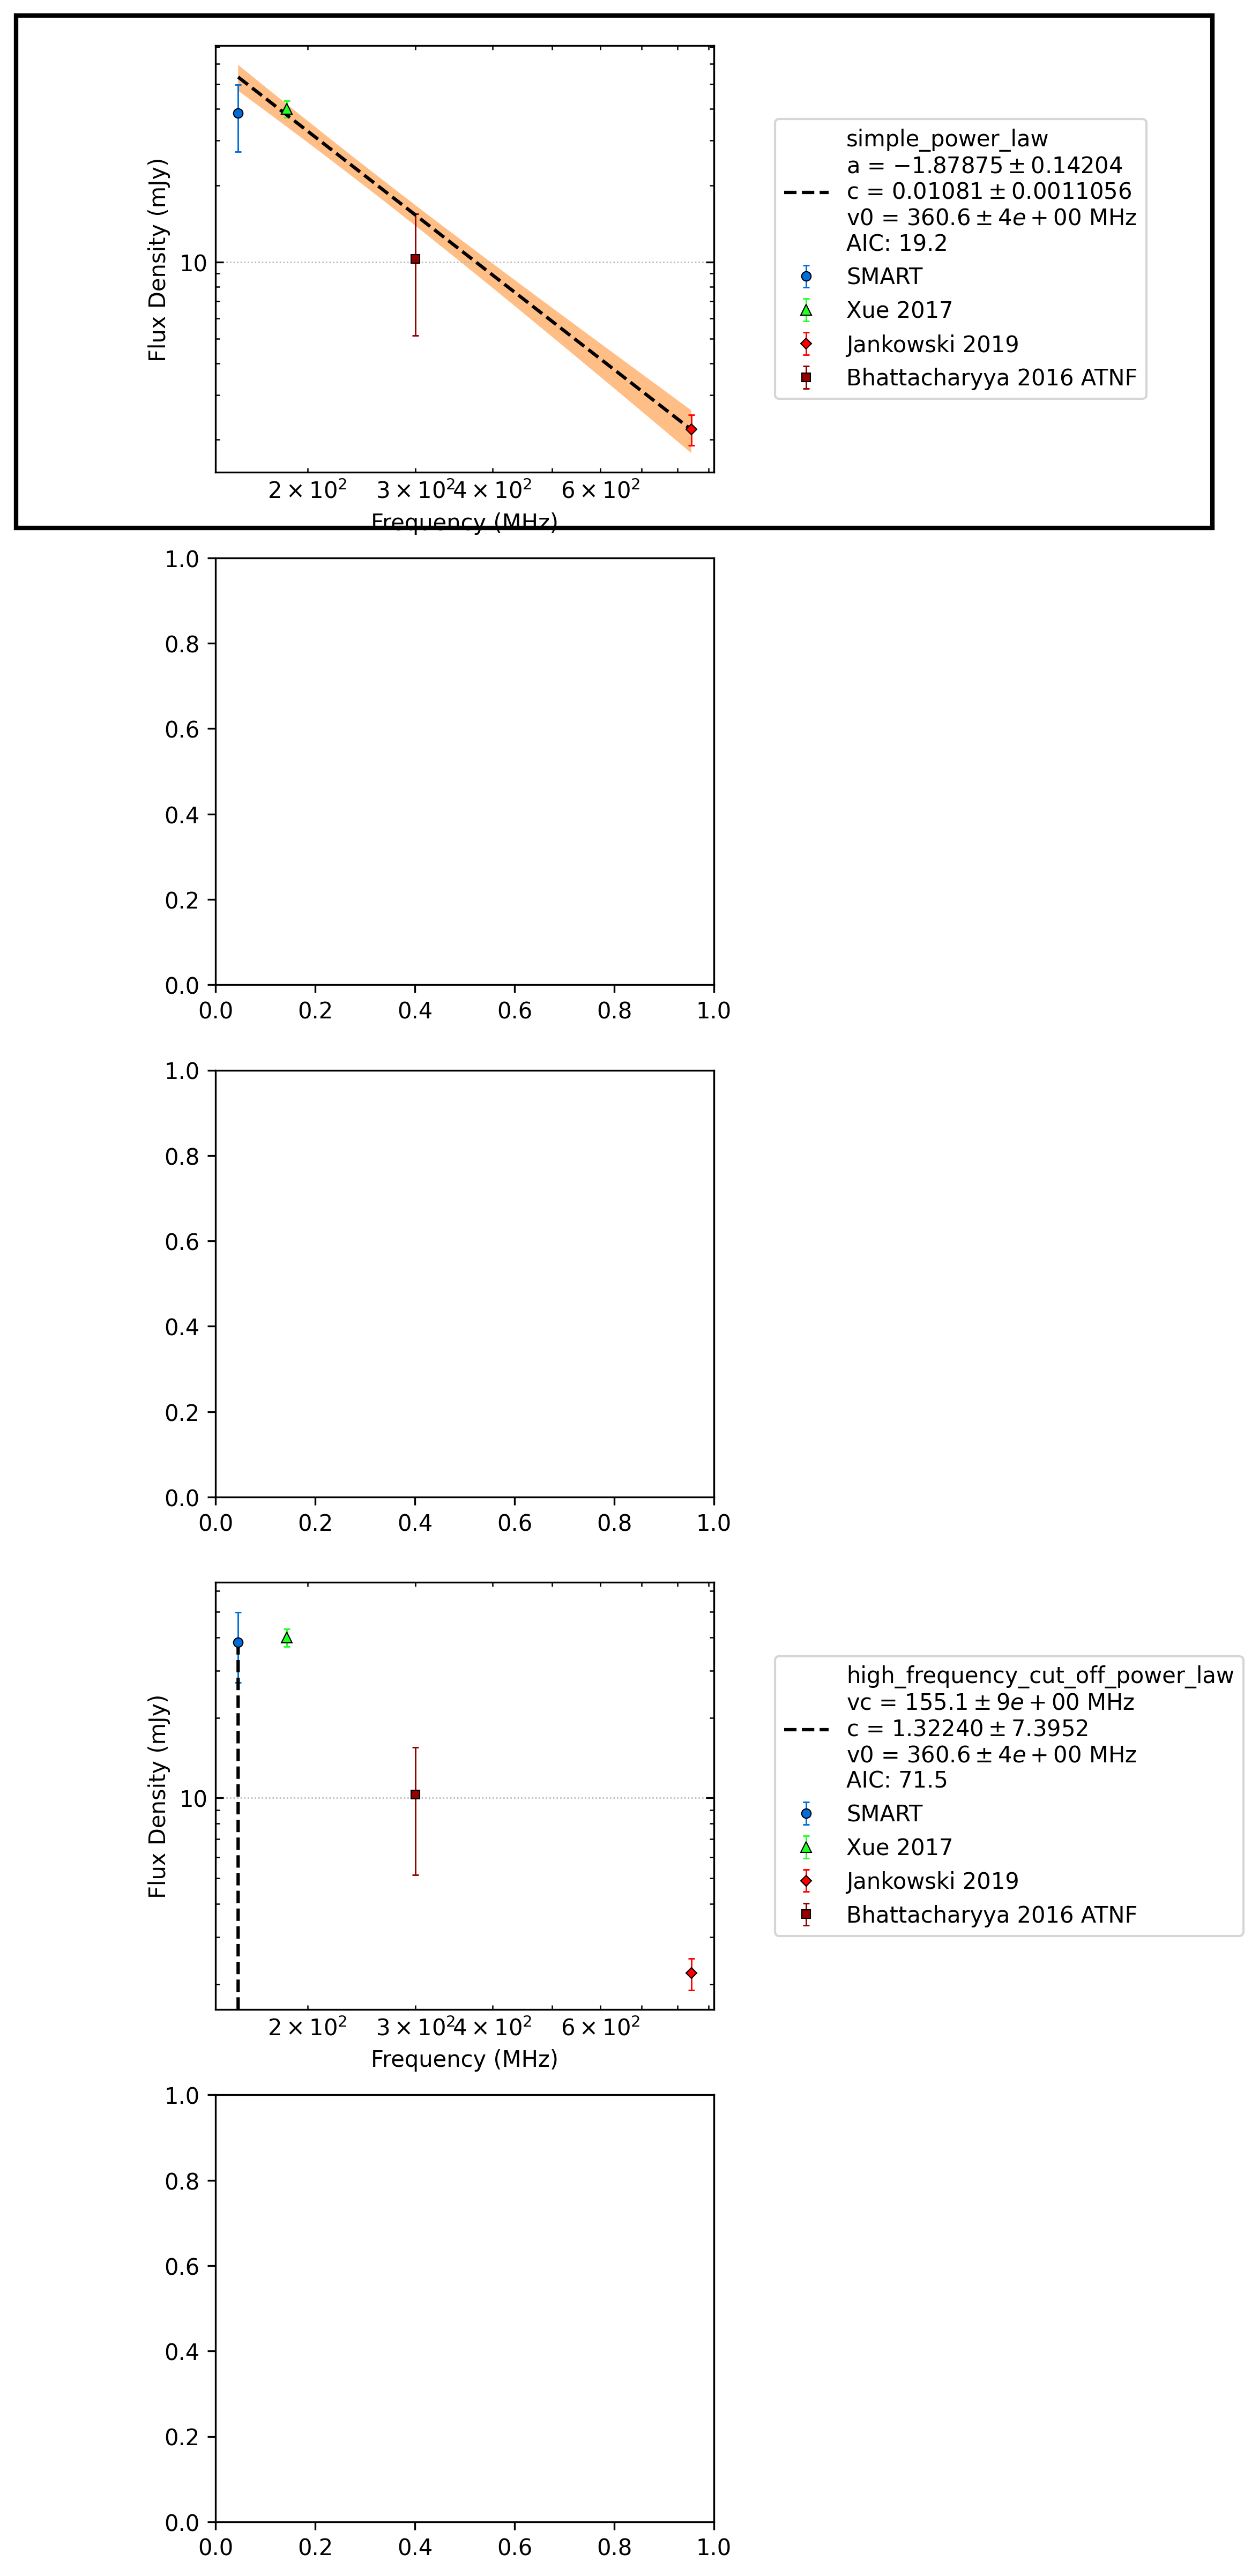 Flux Density (mJy)
10
2 × 10²
3 × 10²
4 × 10²
6 × 10²
Frequency (MHz)
simple_power_law
a = −1.87875 ± 0.14204
c = 0.01081 ± 0.0011056
v0 = 360.6 ± 4e + 00 MHz
AIC: 19.2
SMART
Xue 2017
Jankowski 2019
Bhattacharyya 2016 ATNF
1.0
0.8
0.6
0.4
0.2
0.0
0.0 0.2 0.4 0.6 0.8 1.0
1.0
0.8
0.6
0.4
0.2
0.0
0.0 0.2 0.4 0.6 0.8 1.0
Flux Density (mJy)
10
2 × 10²
3 × 10²
4 × 10²
6 × 10²
Frequency (MHz)
high_frequency_cut_off_power_law
vc = 155.1 ± 9e + 00 MHz
c = 1.32240 ± 7.3952
v0 = 360.6 ± 4e + 00 MHz
AIC: 71.5
SMART
Xue 2017
Jankowski 2019
Bhattacharyya 2016 ATNF
1.0
0.8
0.6
0.4
0.2
0.0
0.0 0.2 0.4 0.6 0.8 1.0